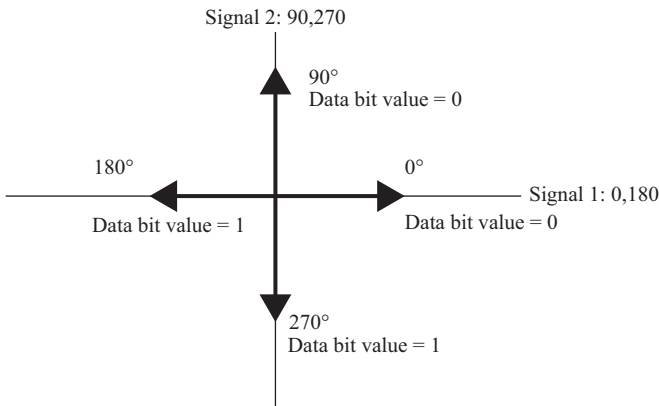 Signal 2: 90,270
90°
Data bit value = 0
180°
0°
Signal 1: 0,180
Data bit value = 1
Data bit value = 0
270°
Data bit value = 1